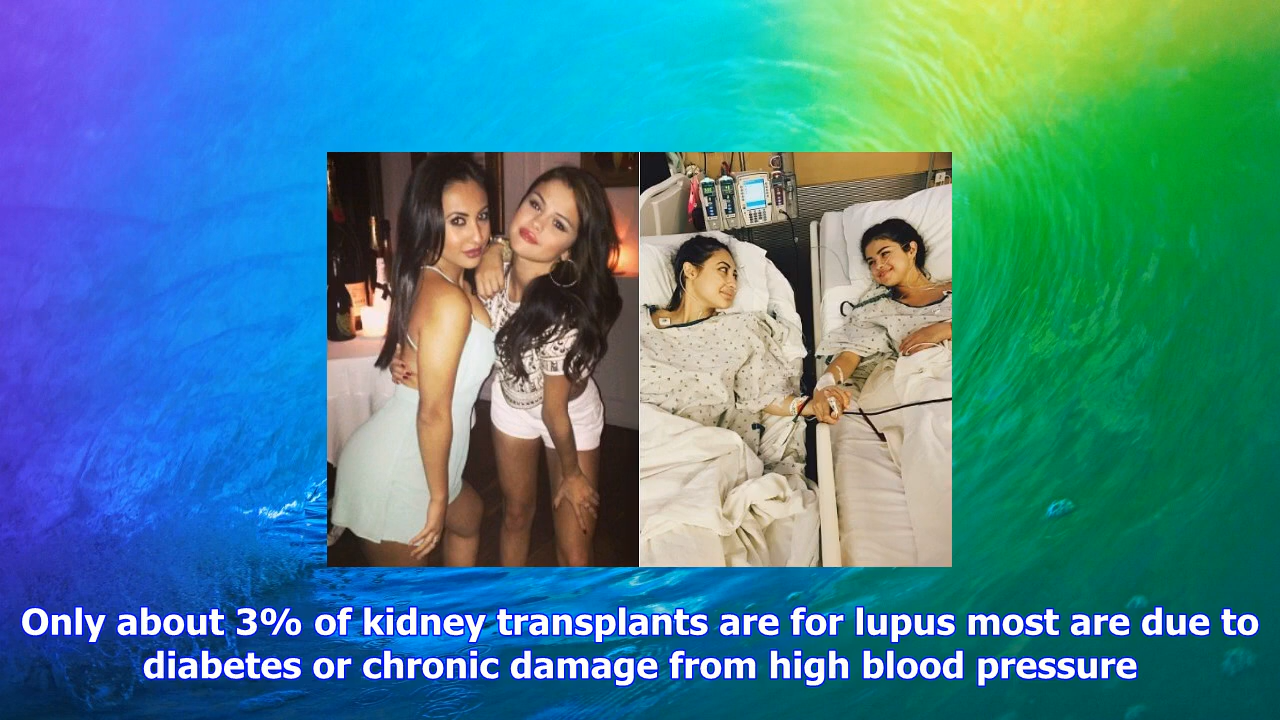 Only about 3% of kidney transplants are for lupus most are due to
diabetes or chronic damage from high blood pressure